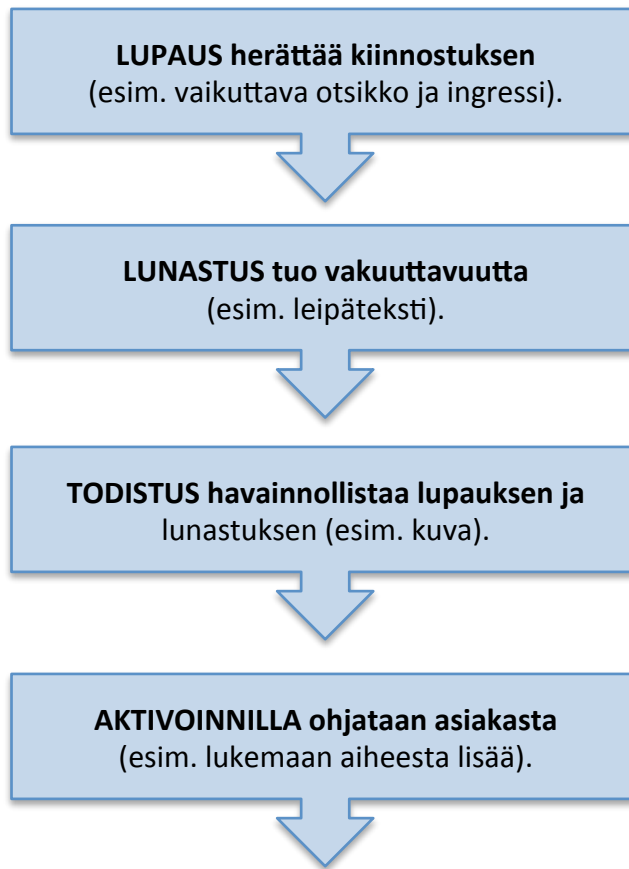 LUPAUS herättää kiinnostuksen
(esim. vaikuttava otsikko ja ingressi).
LUNASTUS tuo vakuuttavuutta
(esim. leipäteksti).
TODISTUS havainnollistaa lupauksen ja
lunastuksen (esim. kuva).
AKTIVOINNILLA ohjataan asiakasta
(esim. lukemaan aiheesta lisää).